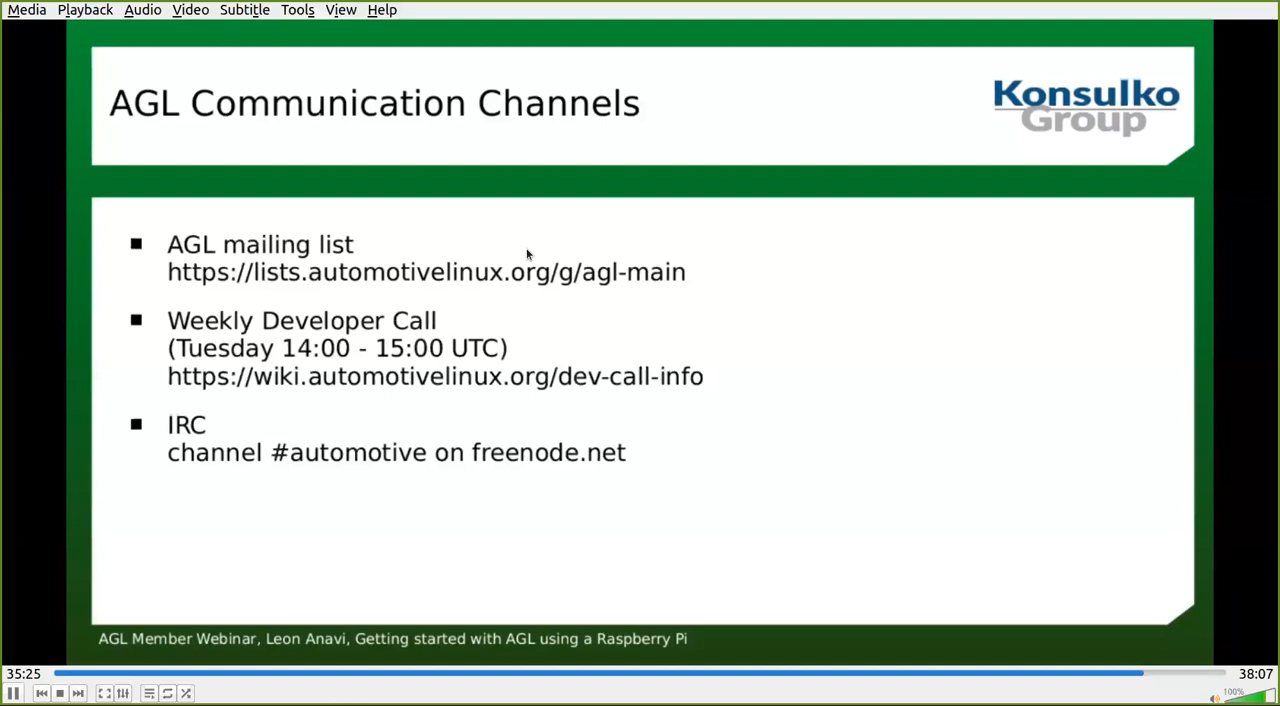 Media Playback Audio Video Subtitle Tools View Help
AGL Communication Channels
Konsulko
Group
■ AGL mailing list
https://lists.automotivelinux.org/g/agl-main
■ Weekly Developer Call
(Tuesday 14:00 - 15:00 UTC)
https://wiki.automotivelinux.org/dev-call-info
■ IRC
channel #automotive on freenode.net
AGL Member Webinar, Leon Anavi, Getting started with AGL using a Raspberry Pi
35:25 38:07
100%